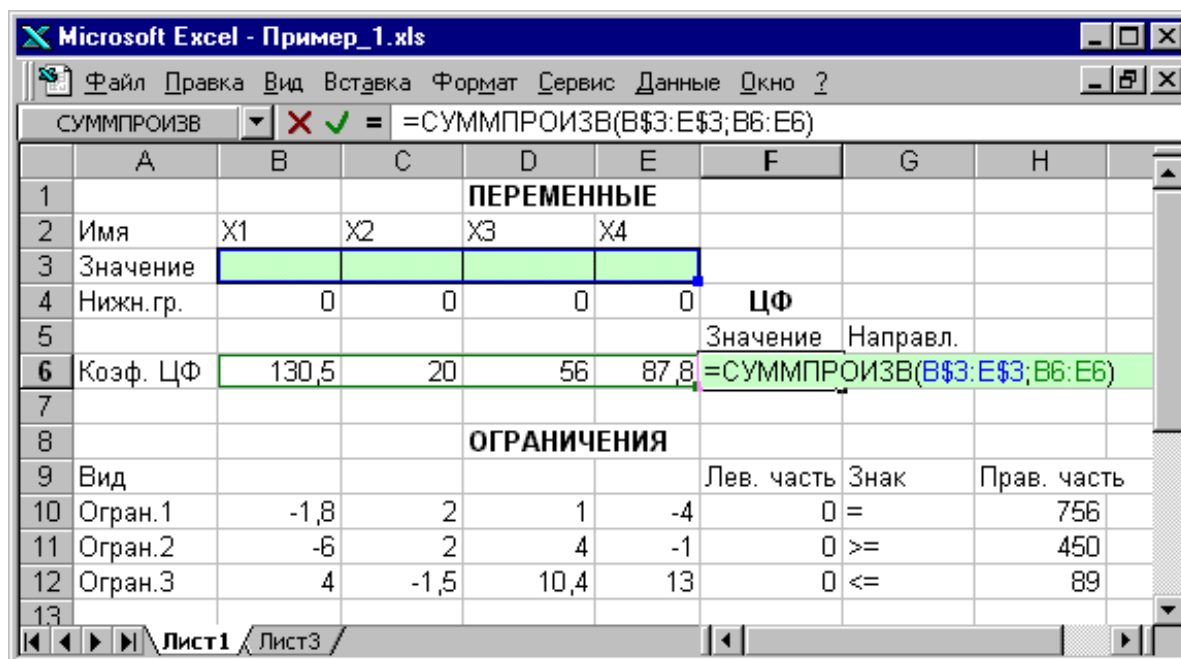 Microsoft Excel - Пример_1.xls
Файл Правка Вид Вставка Формат Сервис Данные Окно ?
СУММПРОИЗВ = =СУММПРОИЗВ(B$3:E$3;B6:E6)
A B C D E F G H
1 ПЕРЕМЕННЫЕ
2 Имя X1 X2 X3 X4
3 Значение
4 Нижн.гр. 0 0 0 0 ЦФ
5 Значение Направл.
6 Коэф. ЦФ 130,5 20 56 87,8 =СУММПРОИЗВ(B$3:E$3;B6:E6)
7
8 ОГРАНИЧЕНИЯ
9 Вид Лев. часть Знак Прав. часть
10 Огран.1 -1,8 2 1 -4 0 = 756
11 Огран.2 -6 2 4 -1 0 >= 450
12 Огран.3 4 -1,5 10,4 13 0 <= 89
13
Лист1 Лист3